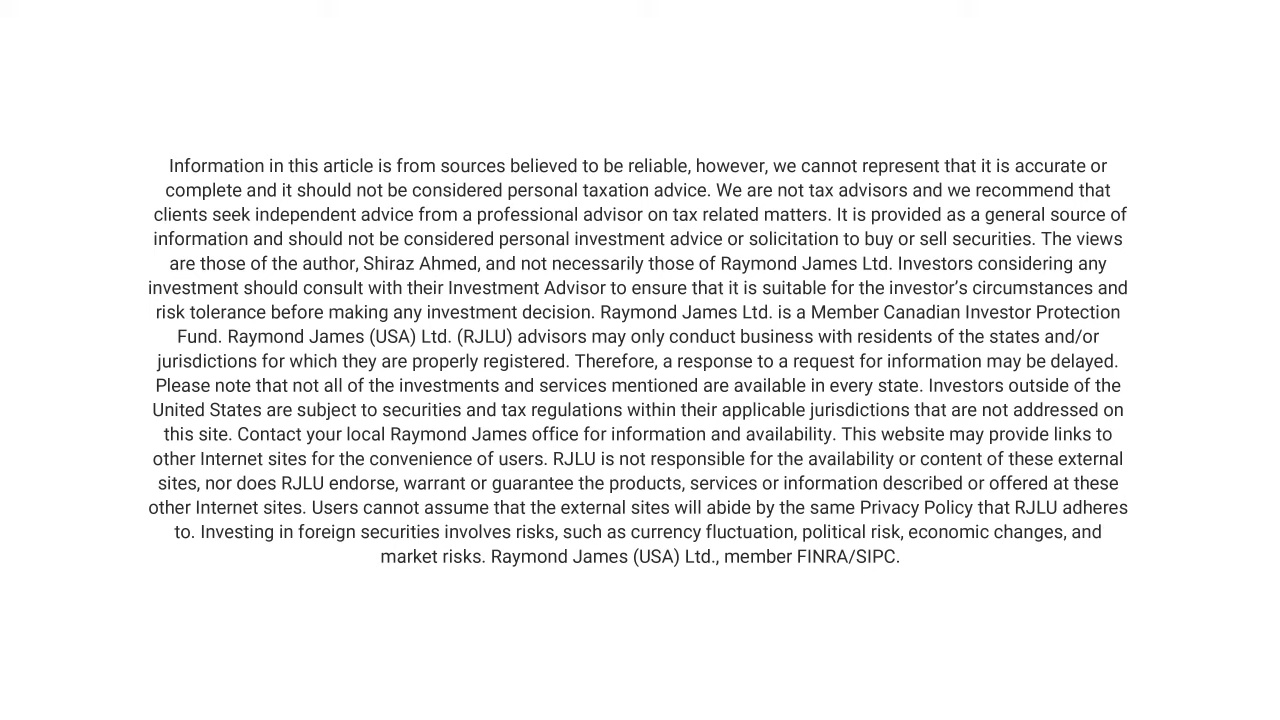 Information in this article is from sources believed to be reliable, however, we cannot represent that it is accurate or
complete and it should not be considered personal taxation advice. We are not tax advisors and we recommend that
clients seek independent advice from a professional advisor on tax related matters. It is provided as a general source of
information and should not be considered personal investment advice or solicitation to buy or sell securities. The views
are those of the author, Shiraz Ahmed, and not necessarily those of Raymond James Ltd. Investors considering any
investment should consult with their Investment Advisor to ensure that it is suitable for the investor’s circumstances and
risk tolerance before making any investment decision. Raymond James Ltd. is a Member Canadian Investor Protection
Fund. Raymond James (USA) Ltd. (RJLU) advisors may only conduct business with residents of the states and/or
jurisdictions for which they are properly registered. Therefore, a response to a request for information may be delayed.
Please note that not all of the investments and services mentioned are available in every state. Investors outside of the
United States are subject to securities and tax regulations within their applicable jurisdictions that are not addressed on
this site. Contact your local Raymond James office for information and availability. This website may provide links to
other Internet sites for the convenience of users. RJLU is not responsible for the availability or content of these external
sites, nor does RJLU endorse, warrant or guarantee the products, services or information described or offered at these
other Internet sites. Users cannot assume that the external sites will abide by the same Privacy Policy that RJLU adheres
to. Investing in foreign securities involves risks, such as currency fluctuation, political risk, economic changes, and
market risks. Raymond James (USA) Ltd., member FINRA/SIPC.